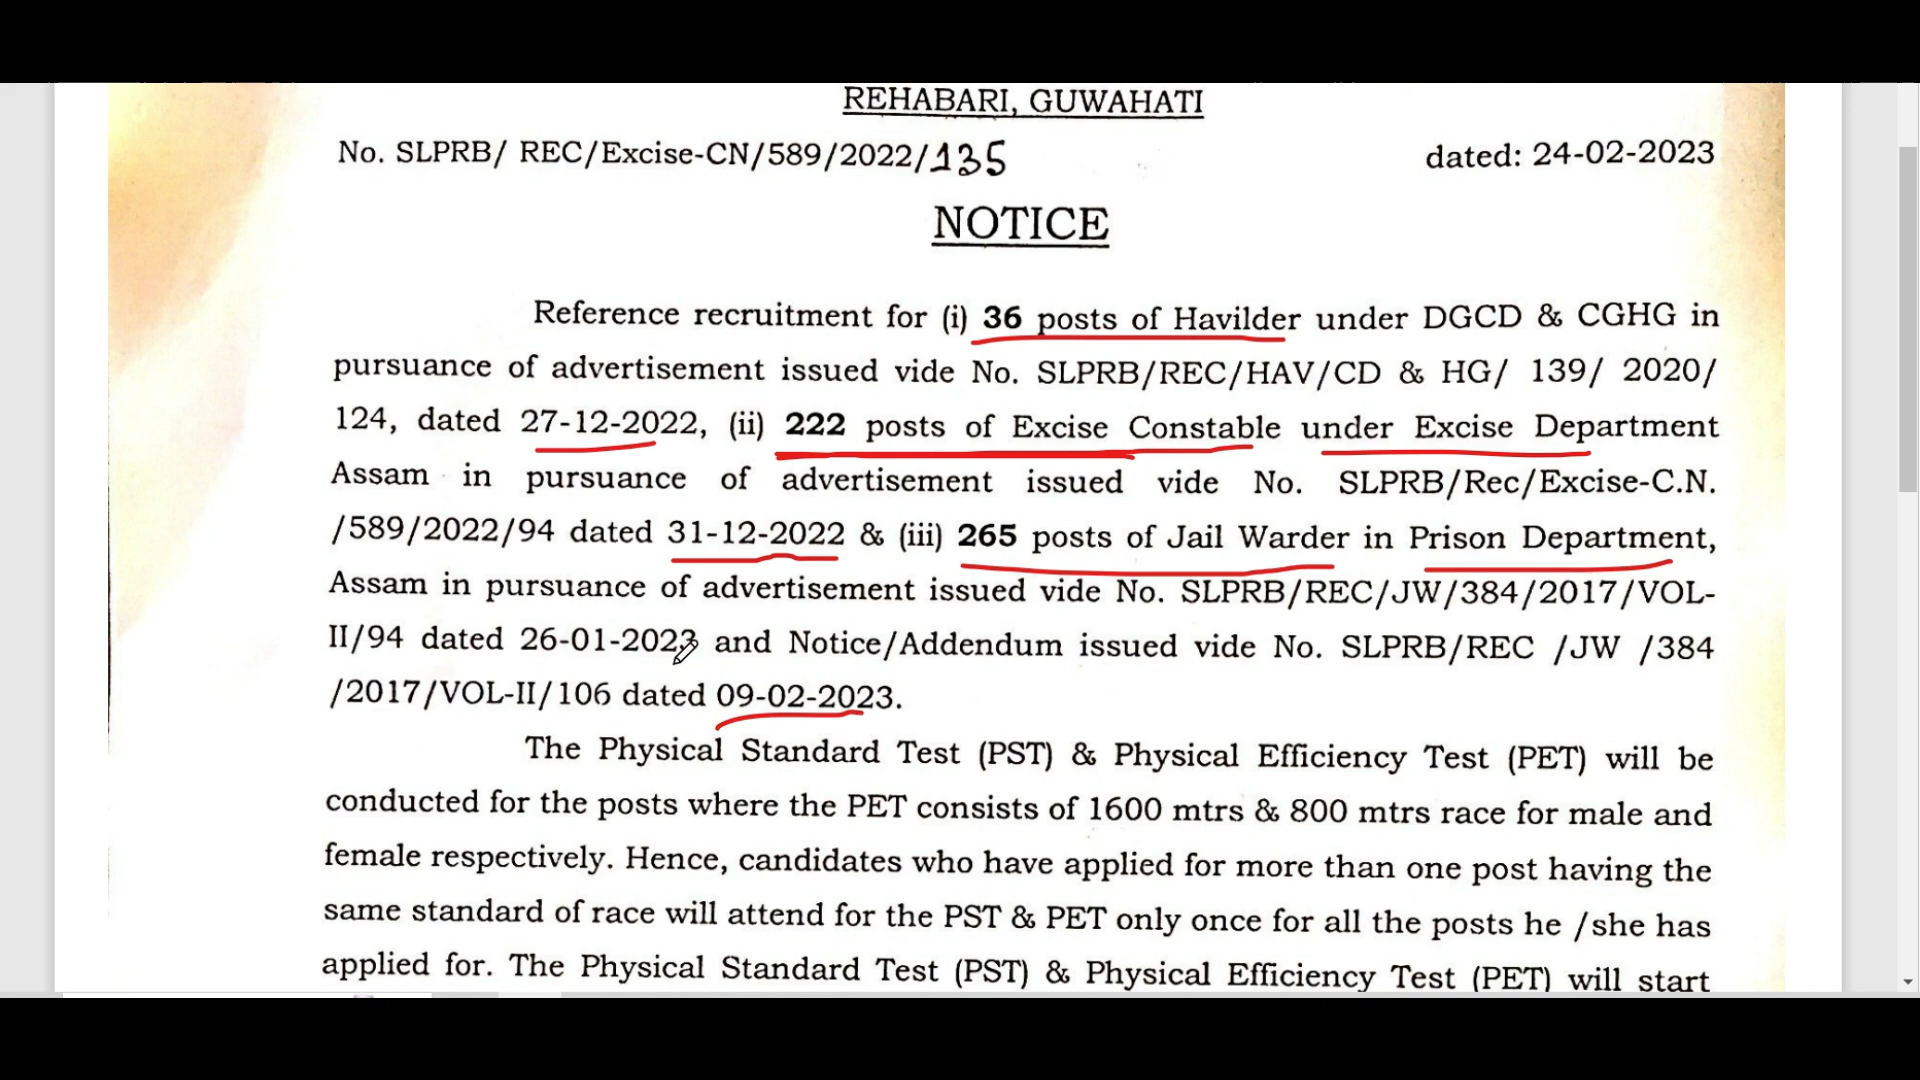 REHABARI, GUWAHATI
No. SLPRB/ REC/Excise-CN/589/2022/135 dated: 24-02-2023
NOTICE
Reference recruitment for (i) 36 posts of Havilder under DGCD & CGHG in
pursuance of advertisement issued vide No. SLPRB/REC/HAV/CD & HG/ 139/ 2020/
124, dated 27-12-2022, (ii) 222 posts of Excise Constable under Excise Department
Assam in pursuance of advertisement issued vide No. SLPRB/Rec/Excise-C.N.
/589/2022/94 dated 31-12-2022 & (iii) 265 posts of Jail Warder in Prison Department,
Assam in pursuance of advertisement issued vide No. SLPRB/REC/JW/384/2017/VOL-
II/94 dated 26-01-2023 and Notice/Addendum issued vide No. SLPRB/REC /JW /384
/2017/VOL-II/106 dated 09-02-2023.
The Physical Standard Test (PST) & Physical Efficiency Test (PET) will be
conducted for the posts where the PET consists of 1600 mtrs & 800 mtrs race for male and
female respectively. Hence, candidates who have applied for more than one post having the
same standard of race will attend for the PST & PET only once for all the posts he /she has
applied for. The Physical Standard Test (PST) & Physical Efficiency Test (PET) will start